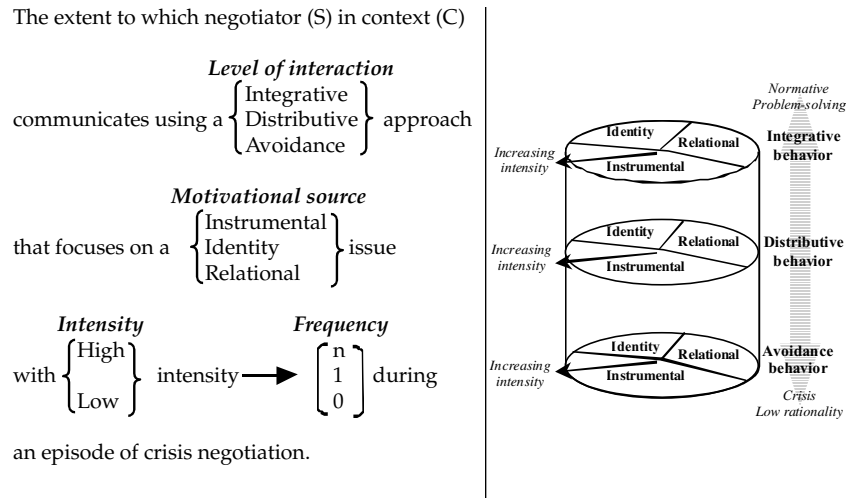 The extent to which negotiator (S) in context (C)
Level of interaction
Integrative
communicates using a Distributive approach
Avoidance
Motivational source
Instrumental
that focuses on a Identity issue
Relational
Intensity Frequency
High n
with intensity 1 during
Low 0
an episode of crisis negotiation.
Normative
Problem-solving
Identity
Relational
Integrative
behavior
Increasing
intensity
Instrumental
Identity
Relational
Distributive
behavior
Increasing
intensity
Instrumental
Identity
Relational
Avoidance
behavior
Increasing
intensity
Instrumental
Crisis
Low rationality